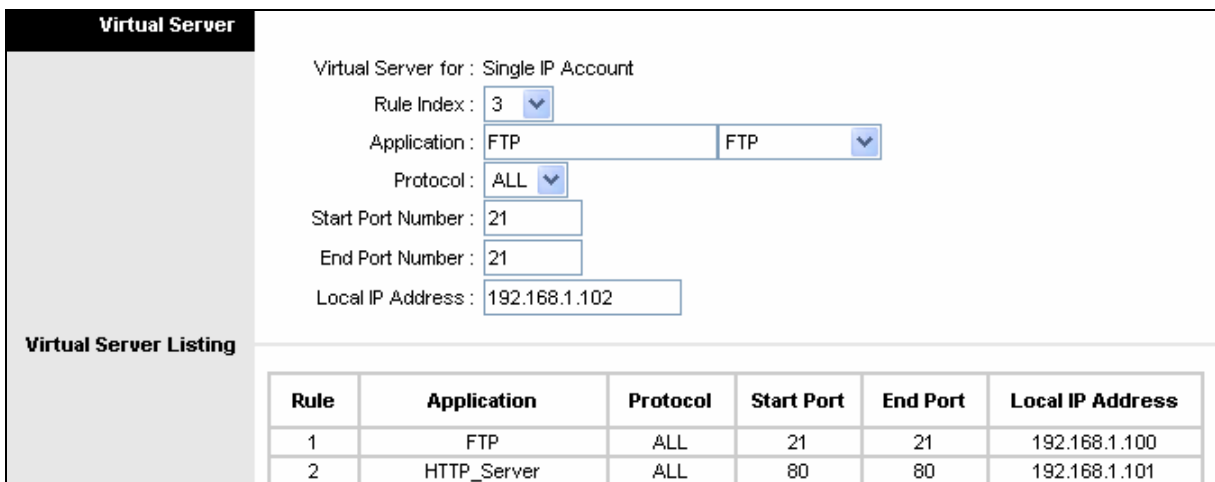 Virtual Server
Virtual Server for : Single IP Account
Rule Index : 3
Application : FTP FTP
Protocol : ALL
Start Port Number : 21
End Port Number : 21
Local IP Address : 192.168.1.102
Virtual Server Listing
Rule Application Protocol Start Port End Port Local IP Address
1 FTP ALL 21 21 192.168.1.100
2 HTTP_Server ALL 80 80 192.168.1.101